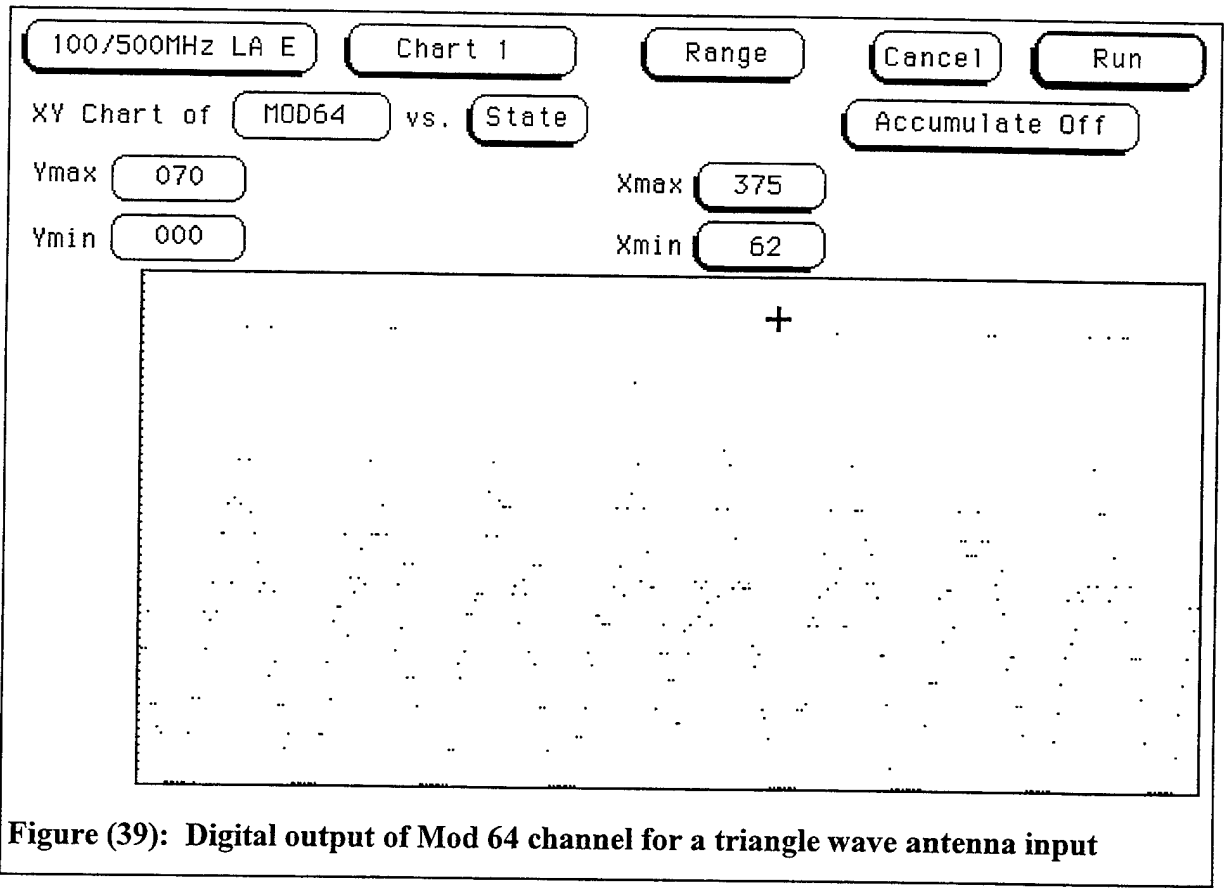 100/500MHz LA E Chart 1 Range Cancel Run
XY Chart of MOD64 vs. State Accumulate Off
Ymax 070 Xmax 375
Ymin 000 Xmin 62
Figure (39): Digital output of Mod 64 channel for a triangle wave antenna input